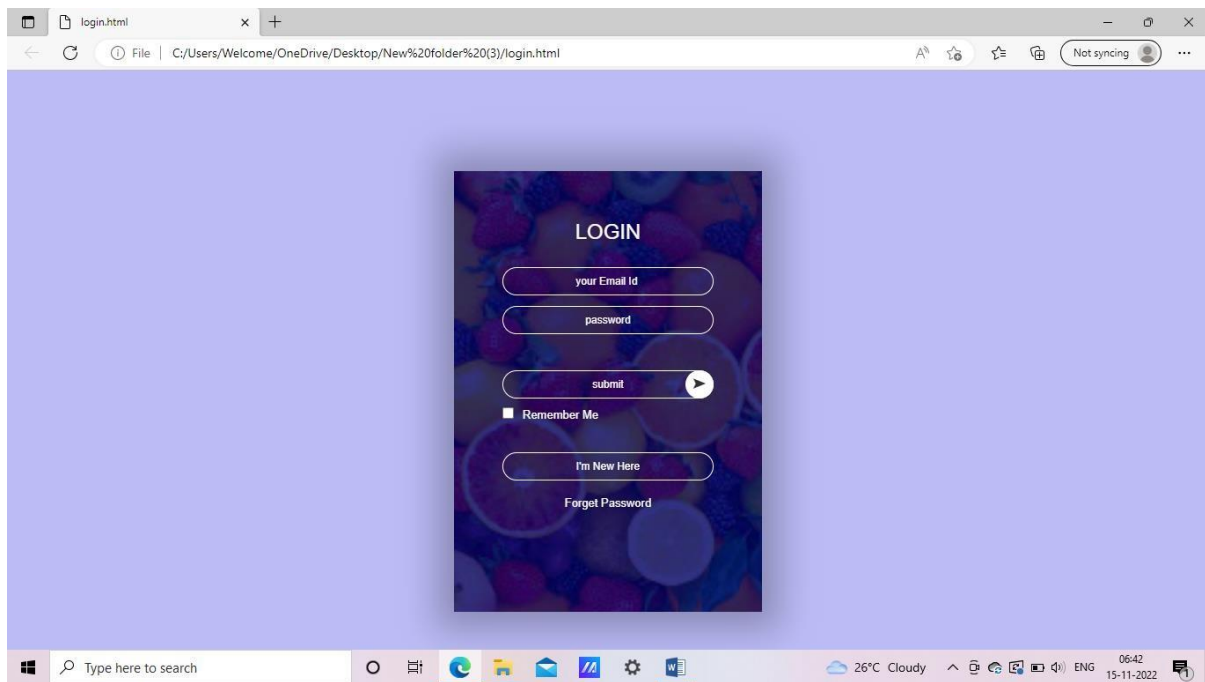 login.html
File
C:/Users/Welcome/OneDrive/Desktop/New%20folder%20(3)/login.html
Not syncing
LOGIN
your Email Id
password
submit
Remember Me
I'm New Here
Forget Password
Type here to search
26°C Cloudy
ENG
06:42
15-11-2022